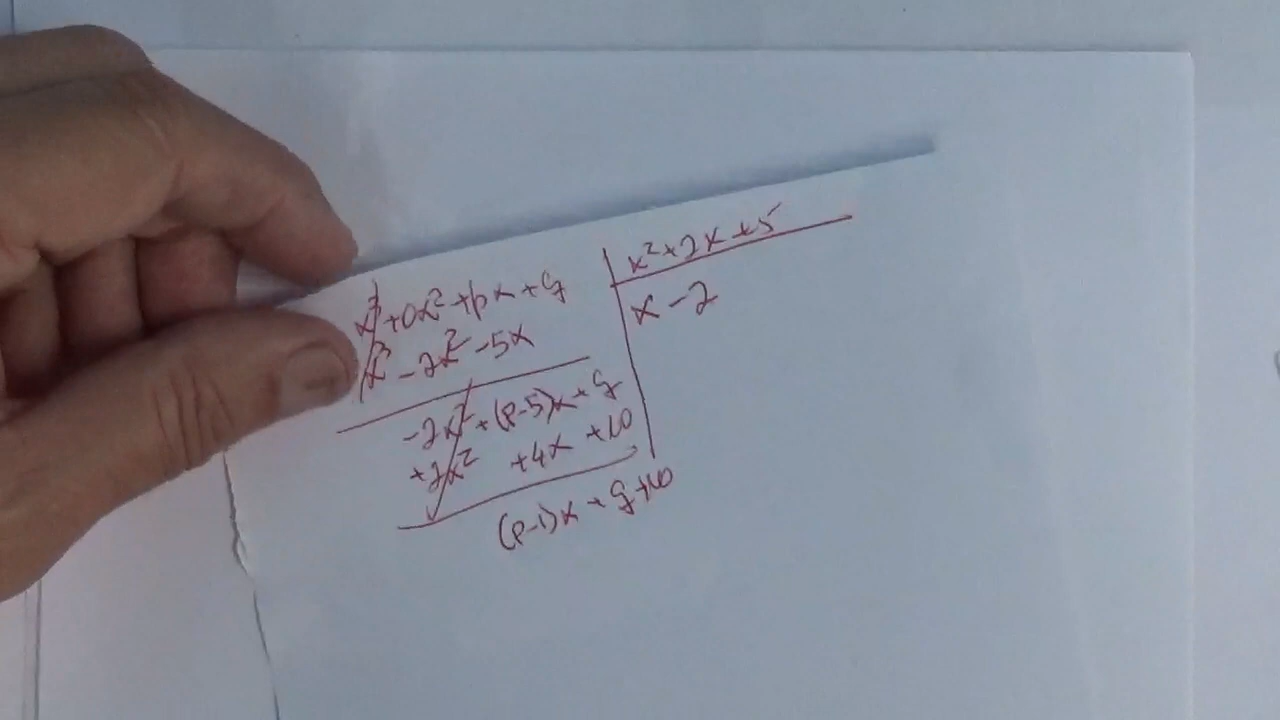 x³+0x²+px+q
x²+2x+5
-x³-2x²-5x
x-2
-2x²+(p-5)x+q
+2x² +4x +10
(p-1)x+q+10